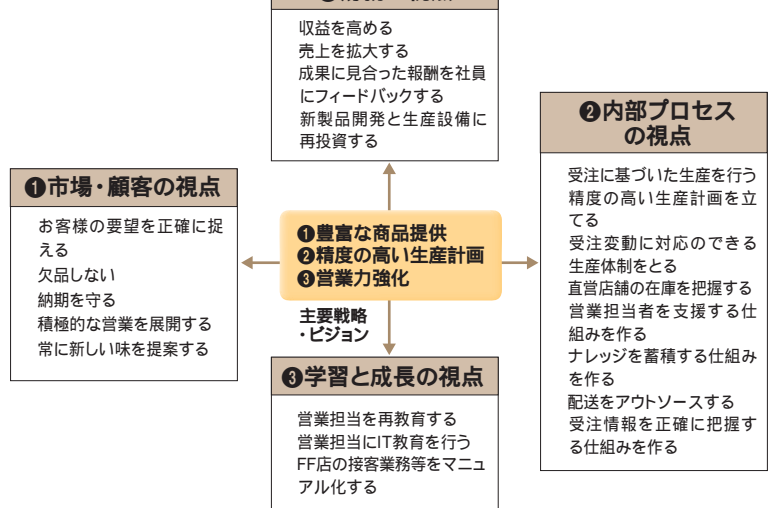 収益を高める
売上を拡大する
成果に見合った報酬を社員
にフィードバックする
新製品開発と生産設備に
再投資する
❷内部プロセス
の視点
受注に基づいた生産を行う
精度の高い生産計画を立
てる
受注変動に対応のできる
生産体制をとる
直営店舗の在庫を把握する
営業担当者を支援する仕
組みを作る
ナレッジを蓄積する仕組み
を作る
配送をアウトソースする
受注情報を正確に把握す
る仕組みを作る
❶市場・顧客の視点
お客様の要望を正確に捉
える
欠品しない
納期を守る
積極的な営業を展開する
常に新しい味を提案する
❶豊富な商品提供
❷精度の高い生産計画
❸営業力強化
主要戦略
・ビジョン
❸学習と成長の視点
営業担当を再教育する
営業担当にIT教育を行う
FF店の接客業務等をマニュ
アル化する